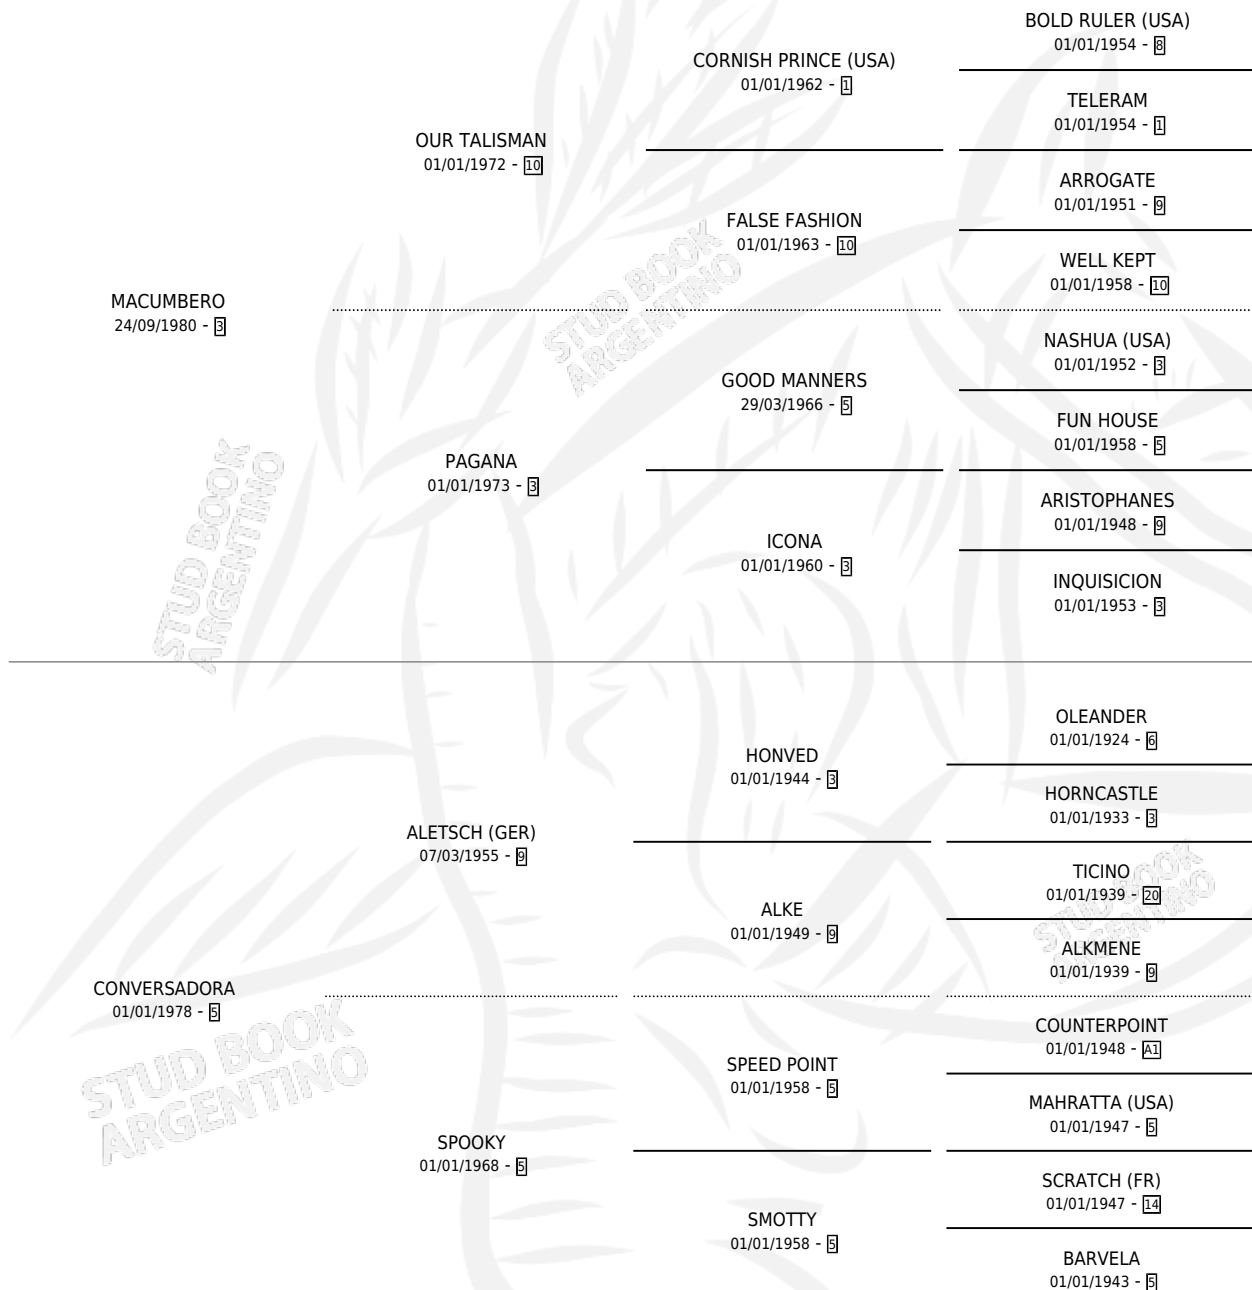 BOLD RULER (USA)
01/01/1954 - 8
CORNISH PRINCE (USA)
01/01/1962 - 1
TELERAM
01/01/1954 - 1
OUR TALISMAN
01/01/1972 - 10
ARROGATE
01/01/1951 - 9
FALSE FASHION
01/01/1963 - 10
WELL KEPT
01/01/1958 - 10
MACUMBERO
24/09/1980 - 3
NASHUA (USA)
01/01/1952 - 3
GOOD MANNERS
29/03/1966 - 5
FUN HOUSE
01/01/1958 - 5
PAGANA
01/01/1973 - 3
ARISTOPHANES
01/01/1948 - 9
ICONA
01/01/1960 - 3
INQUISICION
01/01/1953 - 3
OLEANDER
01/01/1924 - 6
HONVED
01/01/1944 - 3
HORNCASTLE
01/01/1933 - 3
ALETSCH (GER)
07/03/1955 - 9
TICINO
01/01/1939 - 20
ALKE
01/01/1949 - 9
ALKMENE
01/01/1939 - 9
CONVERSADORA
01/01/1978 - 5
COUNTERPOINT
01/01/1948 - A1
SPEED POINT
01/01/1958 - 5
MAHRATTA (USA)
01/01/1947 - 5
SPOOKY
01/01/1968 - 5
SCRATCH (FR)
01/01/1947 - 14
SMOTTY
01/01/1958 - 5
BARVELA
01/01/1943 - 5
STUD BOOK
ARGENTINO
STUD BOOK
ARGENTINO
STUD BOOK
ARGENTINO
STUD BOOK
ARGENTINO